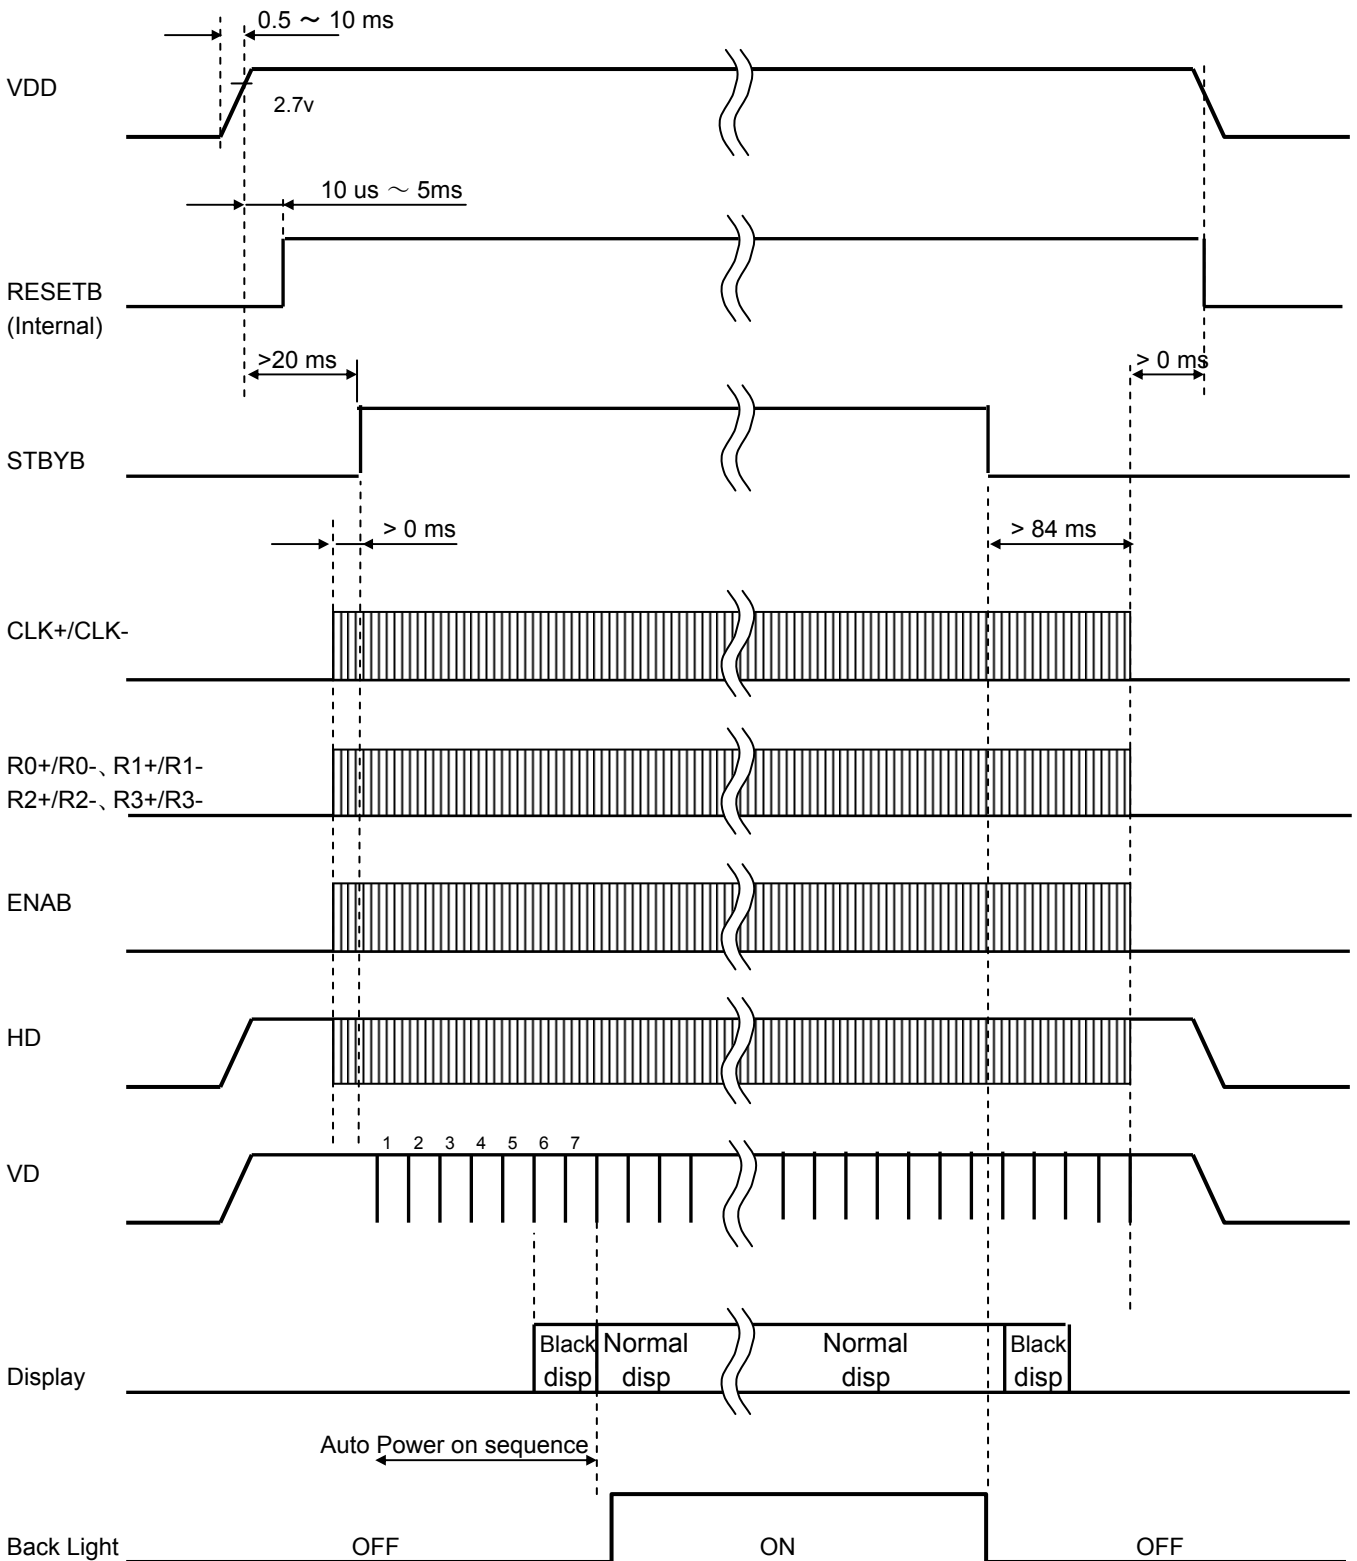 0.5 ～ 10 ms
VDD
2.7v
10 us ～ 5ms
RESETB
(Internal)
>20 ms
> 0 ms
STBYB
> 0 ms
> 84 ms
CLK+/CLK-
R0+/R0-、R1+/R1-
R2+/R2-、R3+/R3-
ENAB
HD
1 2 3 4 5 6 7
VD
Black disp
Normal disp
Normal disp
Black disp
Display
Auto Power on sequence
Back Light
OFF
ON
OFF